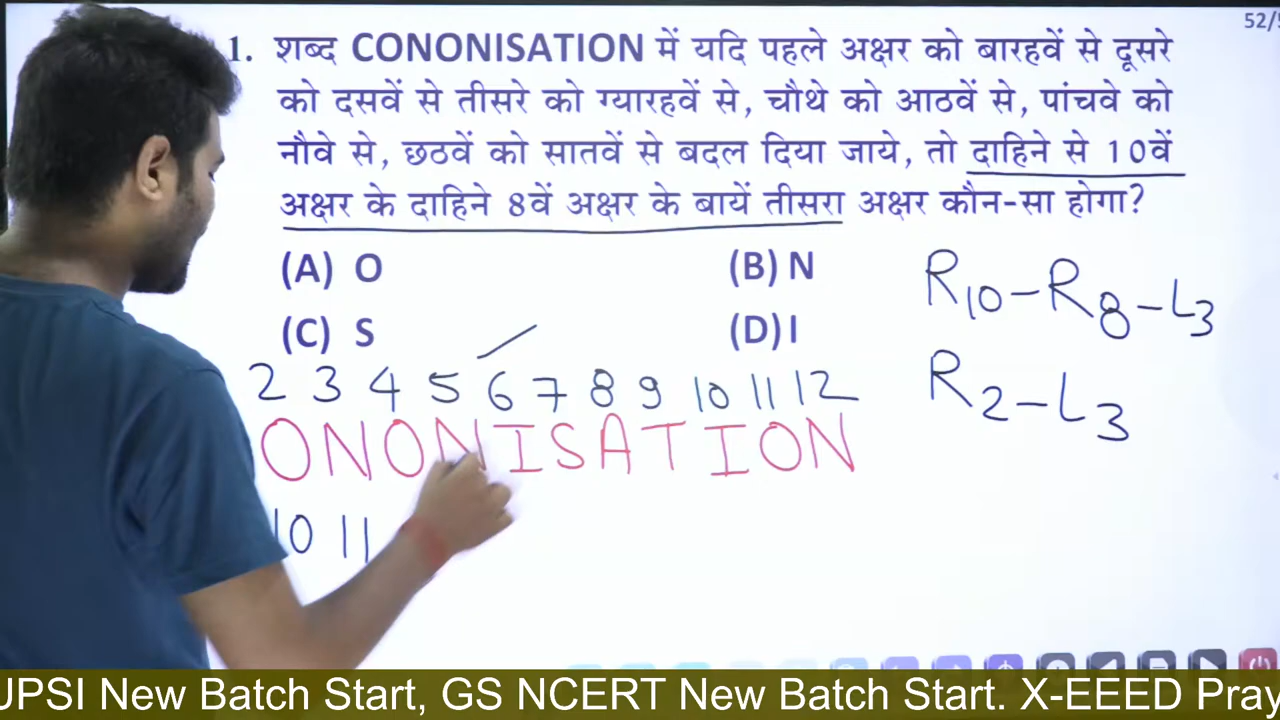 52/
1. शब्द CONONISATION में यदि पहले अक्षर को बारहवें से दूसरे
को दसवें से तीसरे को ग्यारहवें से, चौथे को आठवें से, पांचवे को
नौवे से, छठवें को सातवें से बदल दिया जाये, तो दाहिने से 10वें
अक्षर के दाहिने 8वें अक्षर के बायें तीसरा अक्षर कौन-सा होगा?
(A) O (B) N
(C) S (D) I
R10-R8-L3
R2-L3
2 3 4 5 6 7 8 9 10 11 12
ONONISATION
10 11
JPSI New Batch Start, GS NCERT New Batch Start. X-EEED Pray